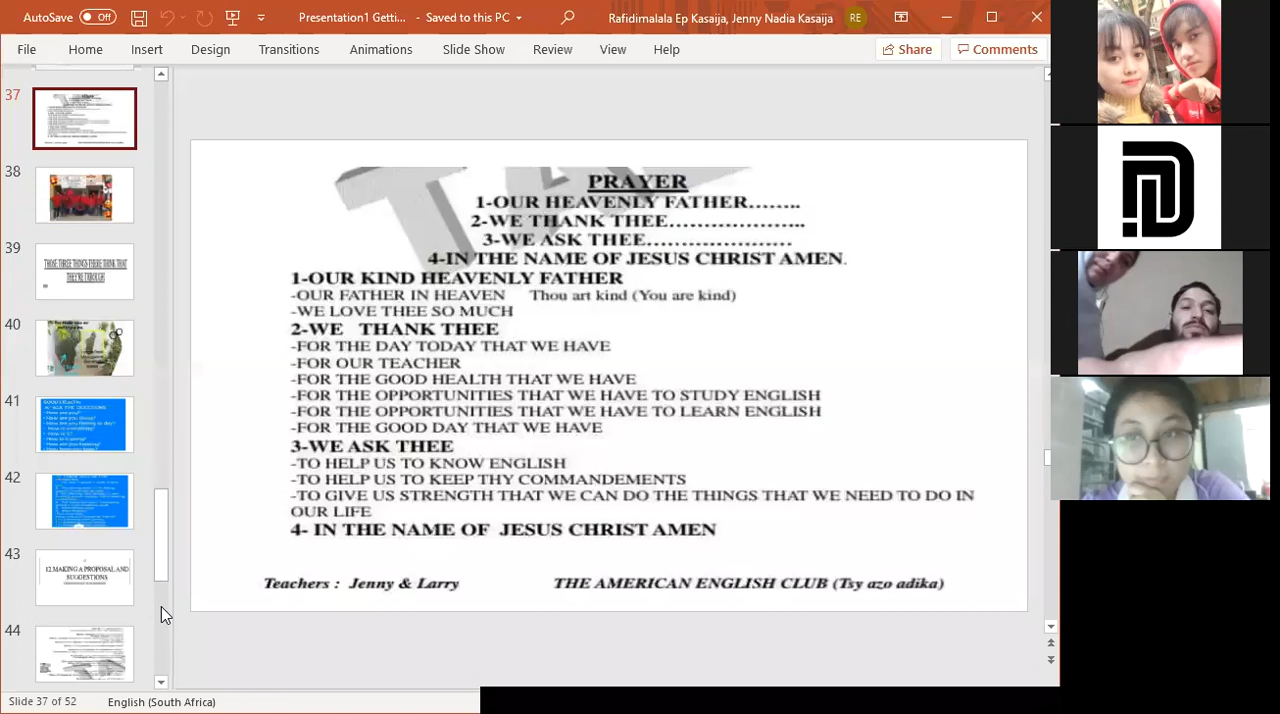 AutoSave Off Presentation1 Getti... - Saved to this PC Rafidimalala Ep Kasaija, Jenny Nadia Kasaija RE
File Home Insert Design Transitions Animations Slide Show Review View Help Share Comments
37
38
39
THOSE THREE THINGS THERE THINK THAT
THEY'RE THROUGH
40
41
42
43
12.MAKING A PROPOSAL AND
SUGGESTIONS
44
PRAYER
1-OUR HEAVENLY FATHER……..
2-WE THANK THEE………………..
3-WE ASK THEE…………………
4-IN THE NAME OF JESUS CHRIST AMEN.
1-OUR KIND HEAVENLY FATHER
-OUR FATHER IN HEAVEN Thou art kind (You are kind)
-WE LOVE THEE SO MUCH
2-WE THANK THEE
-FOR THE DAY TODAY THAT WE HAVE
-FOR OUR TEACHER
-FOR THE GOOD HEALTH THAT WE HAVE
-FOR THE OPPORTUNITIES THAT WE HAVE TO STUDY ENGLISH
-FOR THE OPPORTUNITIES THAT WE HAVE TO LEARN ENGLISH
-FOR THE GOOD DAY THAT WE HAVE
3-WE ASK THEE
-TO HELP US TO KNOW ENGLISH
-TO HELP US TO KEEP THY COMMANDEMENTS
-TO GIVE US STRENGTH THAT WE CAN DO THE THINGS THAT WE NEED TO DO IN
OUR LIFE
4- IN THE NAME OF JESUS CHRIST AMEN
Teachers : Jenny & Larry THE AMERICAN ENGLISH CLUB (Tsy azo adika)
Slide 37 of 52 English (South Africa)